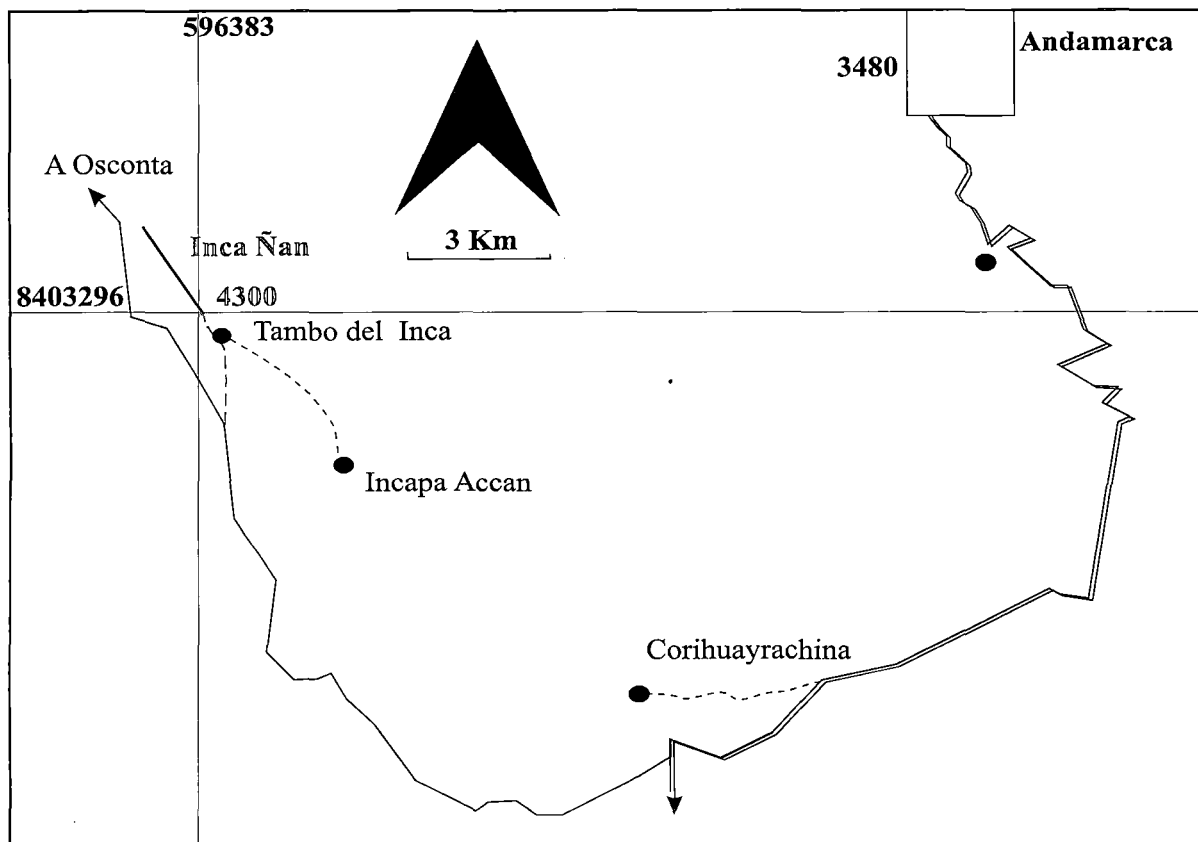 596383
Andamarca
3480
A Osconta
Inca Ñan
3 Km
8403296
4300
Tambo del Inca
Incapa Accan
Corihuayrachina